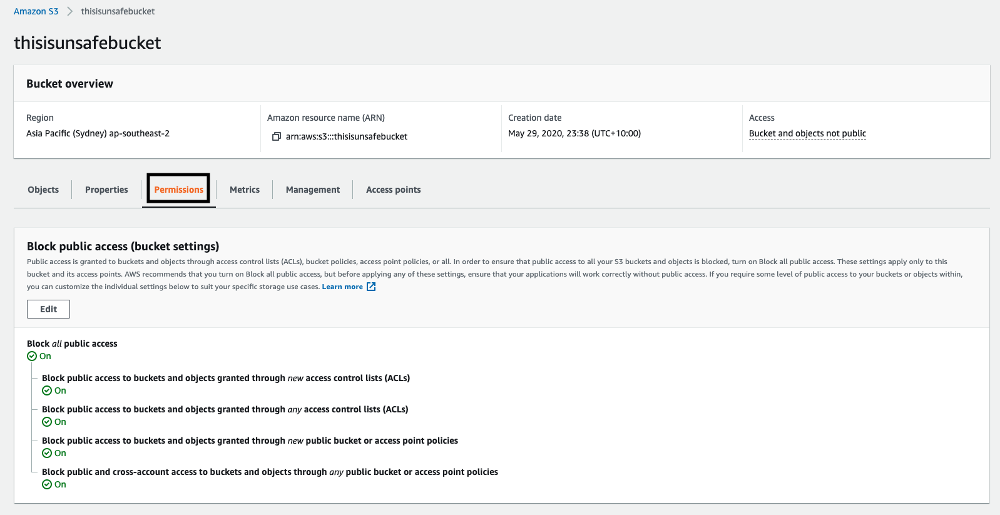 Amazon S3 > thisisunsafebucket
thisisunsafebucket
Bucket overview
Region
Asia Pacific (Sydney) ap-southeast-2
Amazon resource name (ARN)
arn:aws:s3:::thisisunsafebucket
Creation date
May 29, 2020, 23:38 (UTC+10:00)
Access
Bucket and objects not public
Objects
Properties
Permissions
Metrics
Management
Access points
Block public access (bucket settings)
Public access is granted to buckets and objects through access control lists (ACLs), bucket policies, access point policies, or all. In order to ensure that public access to all your S3 buckets and objects is blocked, turn on Block all public access. These settings apply only to this
bucket and its access points. AWS recommends that you turn on Block all public access, but before applying any of these settings, ensure that your applications will work correctly without public access. If you require some level of public access to your buckets or objects within,
you can customize the individual settings below to suit your specific storage use cases. Learn more
Edit
Block all public access
On
Block public access to buckets and objects granted through new access control lists (ACLs)
On
Block public access to buckets and objects granted through any access control lists (ACLs)
On
Block public access to buckets and objects granted through new public bucket or access point policies
On
Block public and cross-account access to buckets and objects through any public bucket or access point policies
On